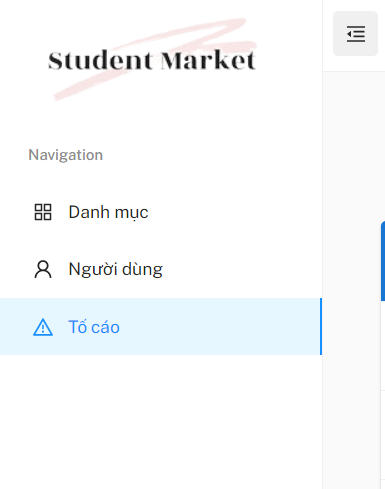 Student Market
Navigation
Danh mục
Người dùng
Tố cáo